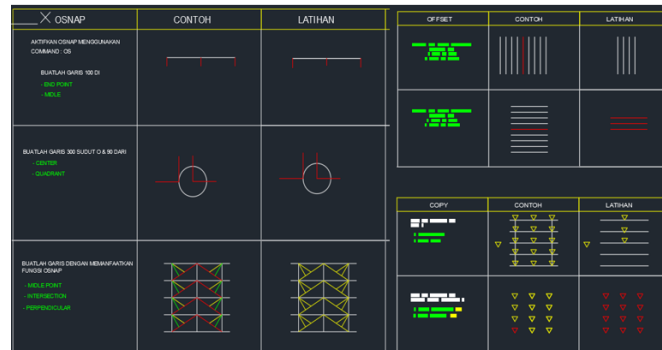 OSNAP
CONTOH
LATIHAN
AKTIFKAN OSNAP MENGGUNAKAN
COMMAND : OS
BUATLAH GARIS 100 DI
- END POINT
- MIDLE
BUATLAH GARIS 300 SUDUT O & 90 DARI
- CENTER
- QUADRANT
BUATLAH GARIS DENGAN MEMANFAATKAN
FUNGSI OSNAP
- MIDLE POINT
- INTERSECTION
- PERPENDICULAR
OFFSET
CONTOH
LATIHAN
COPY
CONTOH
LATIHAN